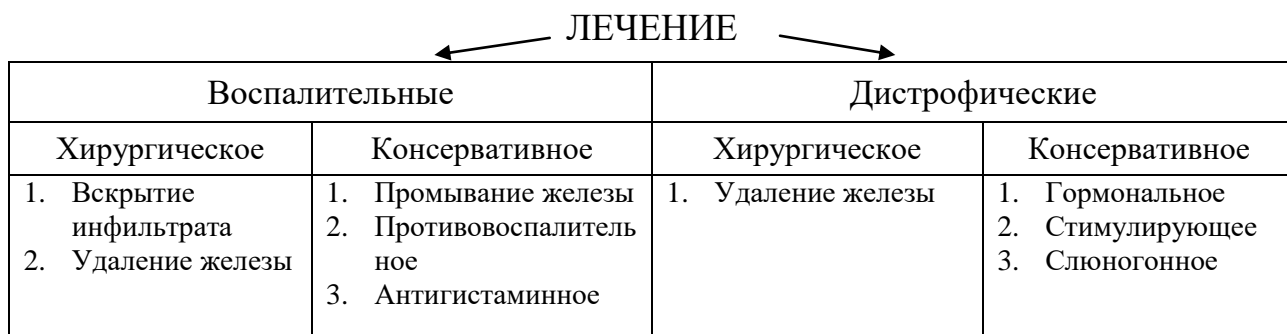 ЛЕЧЕНИЕ
Воспалительные
Дистрофические
Хирургическое
Консервативное
Хирургическое
Консервативное
1. Вскрытие
инфильтрата
2. Удаление железы
1. Промывание железы
2. Противовоспалитель
ное
3. Антигистаминное
1. Удаление железы
1. Гормональное
2. Стимулирующее
3. Слюногонное